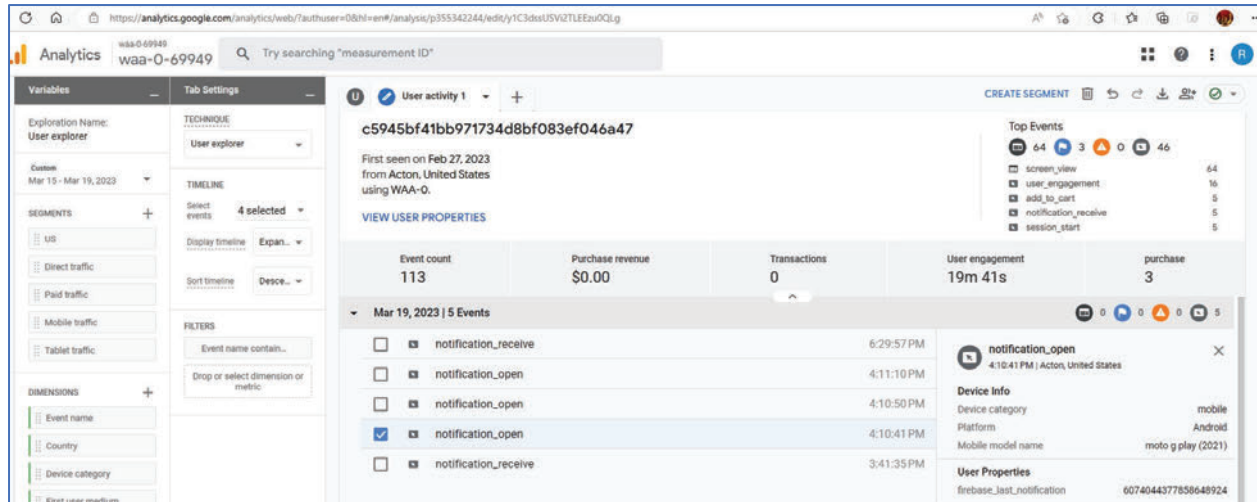 https://analytics.google.com/analytics/web/?authuser=0&hl=en#/analysis/p355342244/edit/y1C3dssUSVi2TLEEzu0QLg
Analytics
waa-0-69949
waa-0-69949
Try searching "measurement ID"
R
Variables
Exploration Name:
User explorer
Custom
Mar 15 - Mar 19, 2023
SEGMENTS
US
Direct traffic
Paid traffic
Mobile traffic
Tablet traffic
DIMENSIONS
Event name
Country
Device category
First user medium
Tab Settings
TECHNIQUE
User explorer
TIMELINE
Select events
4 selected
Display timeline
Expan...
Sort timeline
Desce...
FILTERS
Event name contain...
Drop or select dimension or
metric
U
User activity 1
CREATE SEGMENT
c5945bf41bb971734d8bf083ef046a47
First seen on Feb 27, 2023
from Acton, United States
using WAA-0.
VIEW USER PROPERTIES
Top Events
64 3 0 46
screen_view 64
user_engagement 16
add_to_cart 5
notification_receive 5
session_start 5
Event count Purchase revenue Transactions User engagement purchase
113 $0.00 0 19m 41s 3
Mar 19, 2023 | 5 Events 0 0 0 5
notification_receive 6:29:57 PM
notification_open 4:11:10 PM
notification_open 4:10:50 PM
notification_open 4:10:41 PM
notification_receive 3:41:35 PM
notification_open
4:10:41 PM | Acton, United States
Device Info
Device category mobile
Platform Android
Mobile model name moto g play (2021)
User Properties
firebase_last_notification 6074044377858648924